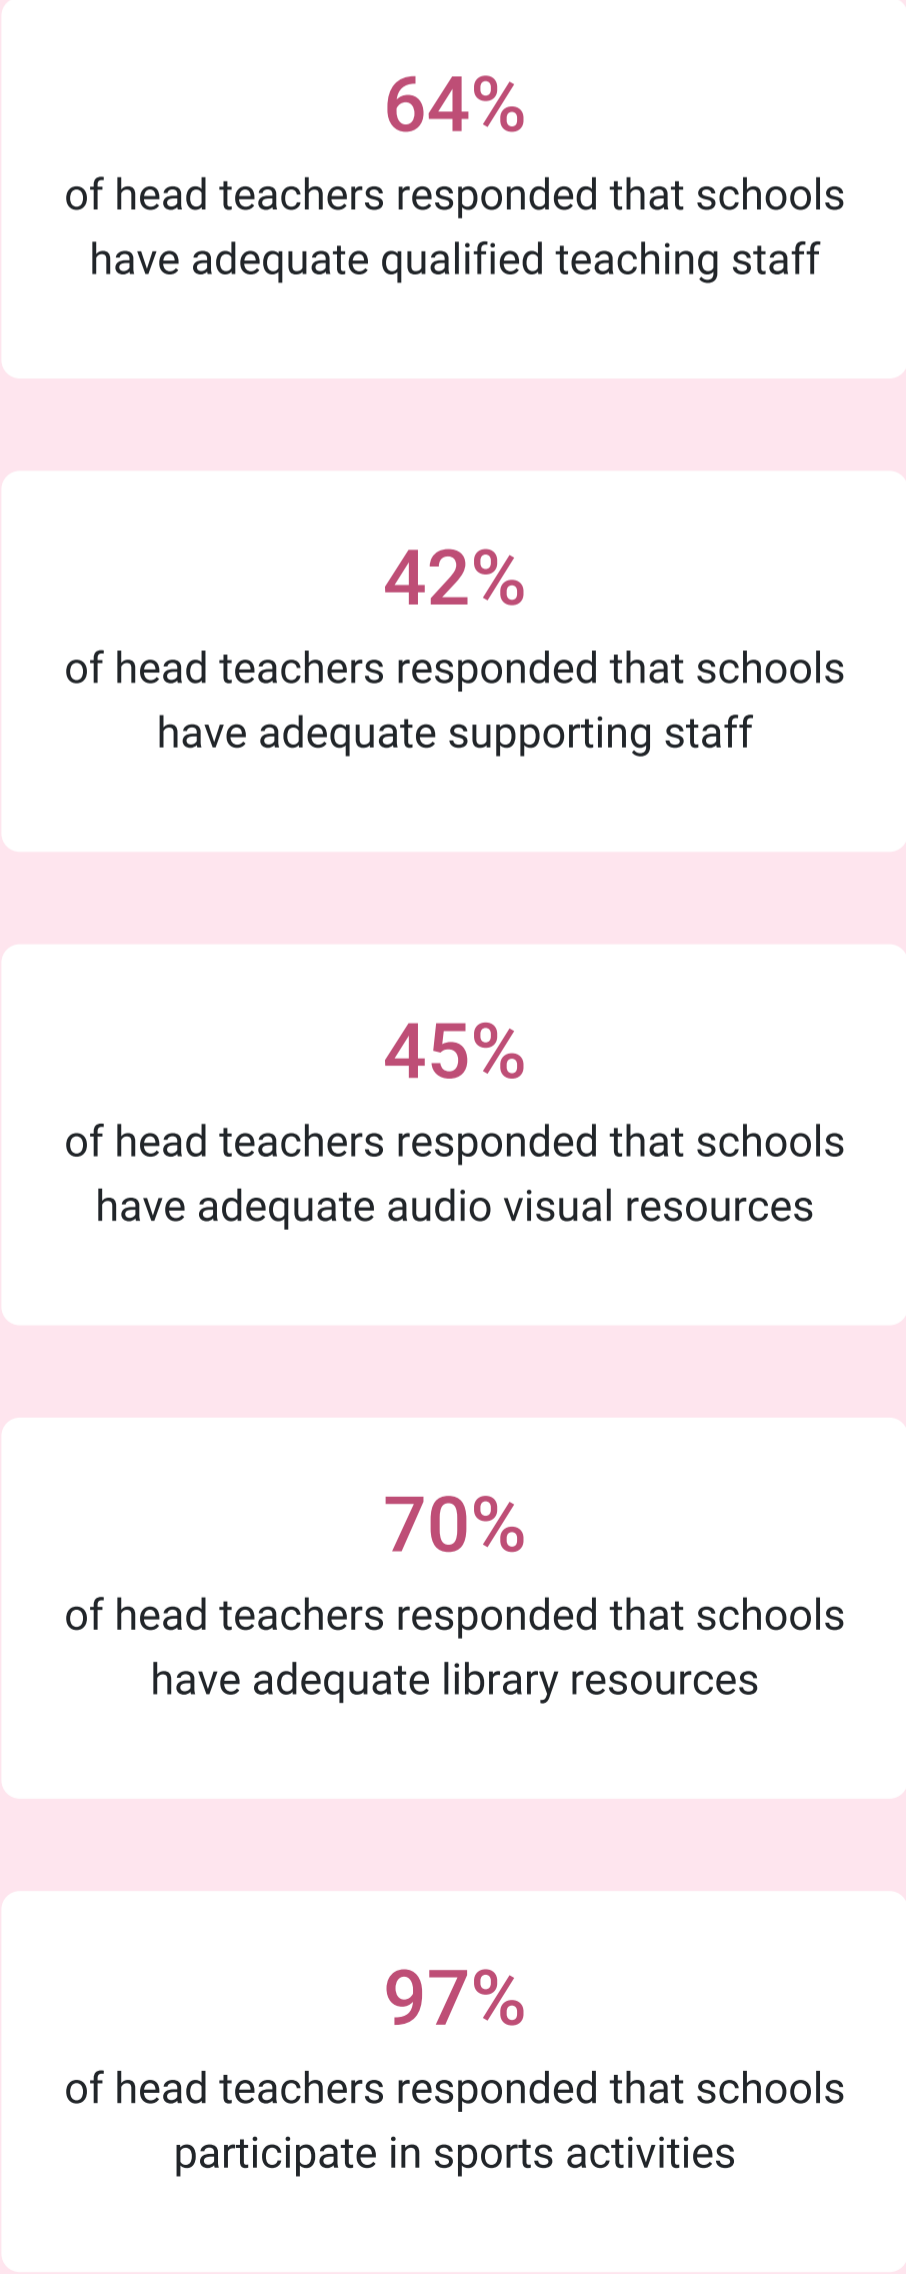 64%
of head teachers responded that schools
have adequate qualified teaching staff
42%
of head teachers responded that schools
have adequate supporting staff
45%
of head teachers responded that schools
have adequate audio visual resources
70%
of head teachers responded that schools
have adequate library resources
97%
of head teachers responded that schools
participate in sports activities